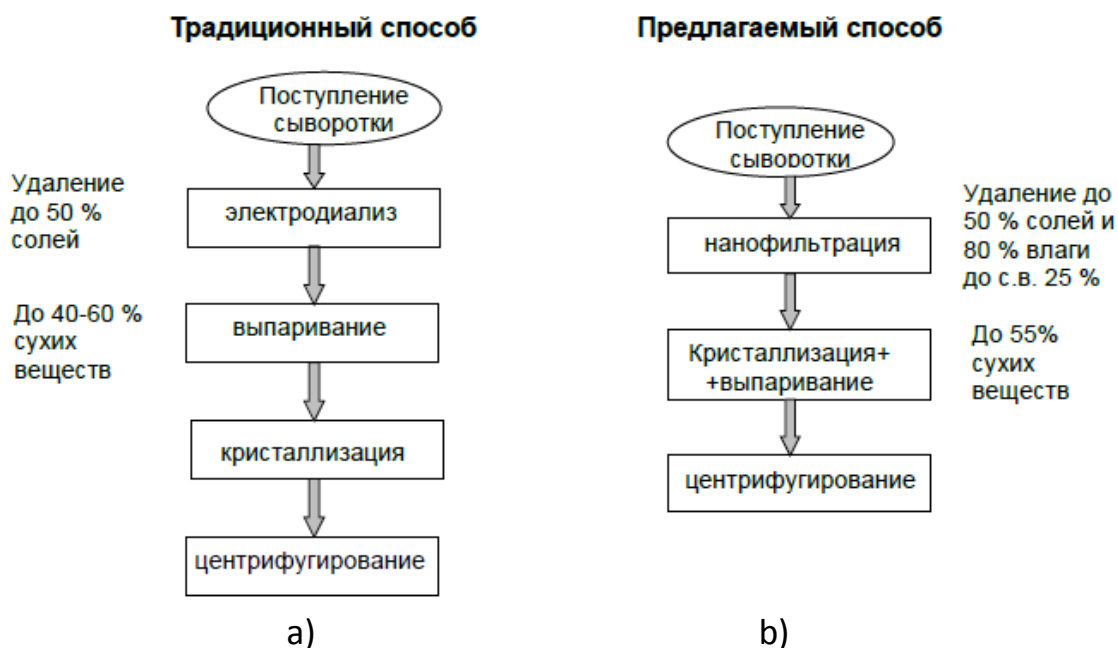 Традиционный способ
Поступление
сыворотки
Удаление
до 50 %
солей
электродиализ
До 40-60 %
сухих
веществ
выпаривание
кристаллизация
центрифугирование
a)
Предлагаемый способ
Поступление
сыворотки
нанофильтрация
Удаление до
50 % солей и
80 % влаги
до с.в. 25 %
Кристаллизация+
+выпаривание
До 55%
сухих
веществ
центрифугирование
b)